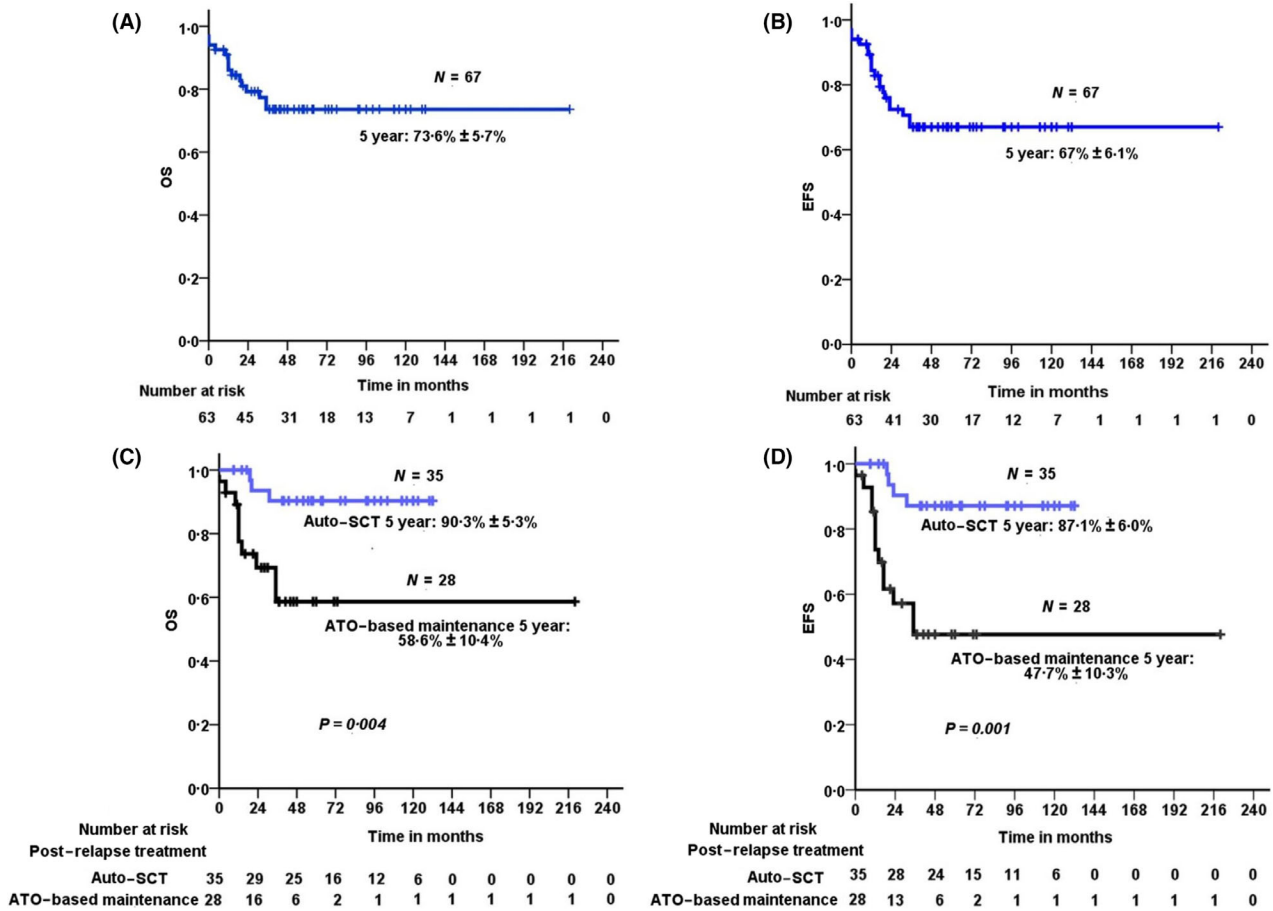 (A)
1·0
0·8
0·6
0·4
0·2
0·0
OS
N = 67
5 year: 73·6% ± 5·7%
0 24 48 72 96 120 144 168 192 216 240
Time in months
Number at risk
63 45 31 18 13 7 1 1 1 1 0
(B)
1·0
0·8
0·6
0·4
0·2
0·0
EFS
N = 67
5 year: 67% ± 6·1%
0 24 48 72 96 120 144 168 192 216 240
Time in months
Number at risk
63 41 30 17 12 7 1 1 1 1 0
(C)
1·0
0·8
0·6
0·4
0·2
0·0
OS
N = 35
Auto−SCT 5 year: 90·3% ± 5·3%
N = 28
ATO−based maintenance 5 year:
58·6% ± 10·4%
P = 0·004
0 24 48 72 96 120 144 168 192 216 240
Time in months
Number at risk
Post−relapse treatment
Auto−SCT 35 29 25 16 12 6 0 0 0 0 0
ATO−based maintenance 28 16 6 2 1 1 1 1 1 1 0
(D)
1·0
0·8
0·6
0·4
0·2
0·0
EFS
N = 35
Auto−SCT 5 year: 87·1% ± 6·0%
N = 28
ATO−based maintenance 5 year:
47·7% ± 10·3%
P = 0.001
0 24 48 72 96 120 144 168 192 216 240
Time in months
Number at risk
Post−relapse treatment
Auto−SCT 35 28 24 15 11 6 0 0 0 0 0
ATO−based maintenance 28 13 6 2 1 1 1 1 1 1 0